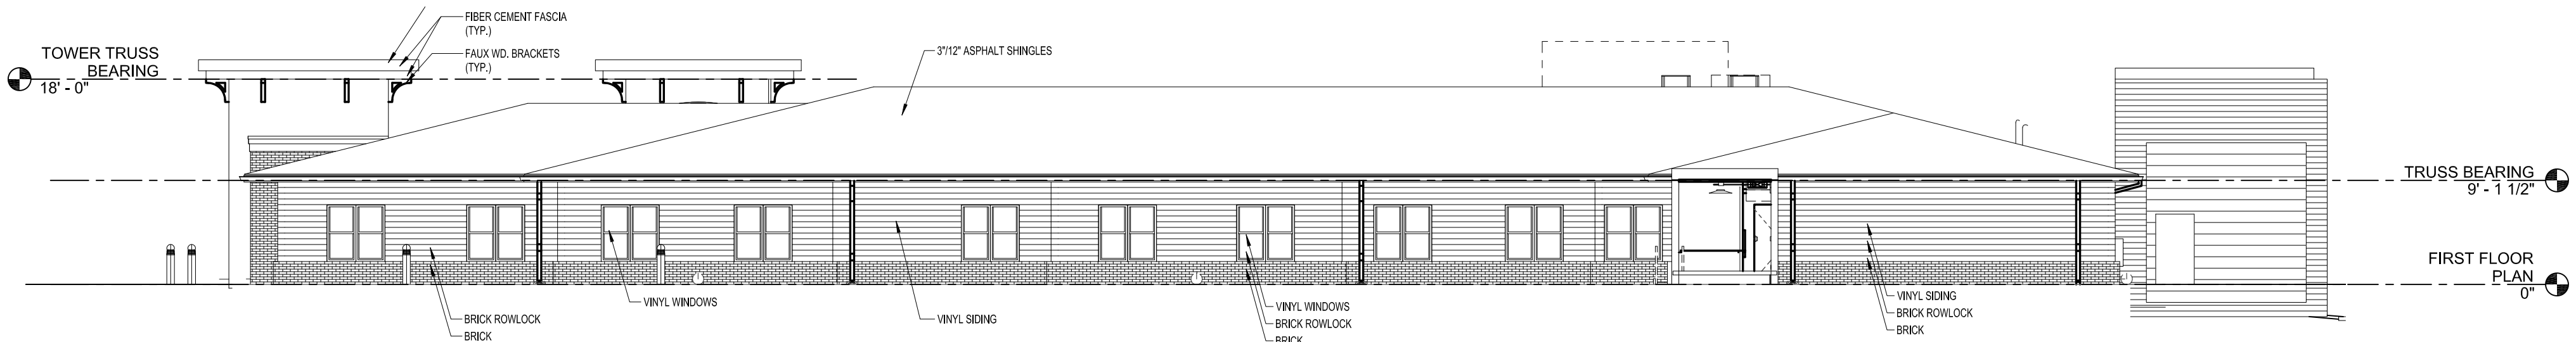 FIBER CEMENT FASCIA
(TYP.)
FAUX WD. BRACKETS
(TYP.)
TOWER TRUSS
BEARING
18' - 0"
3"/12" ASPHALT SHINGLES
TRUSS BEARING
9' - 1 1/2"
FIRST FLOOR
PLAN
0"
VINYL WINDOWS
BRICK ROWLOCK
BRICK
VINYL SIDING
VINYL WINDOWS
BRICK ROWLOCK
BRICK
VINYL SIDING
BRICK ROWLOCK
BRICK